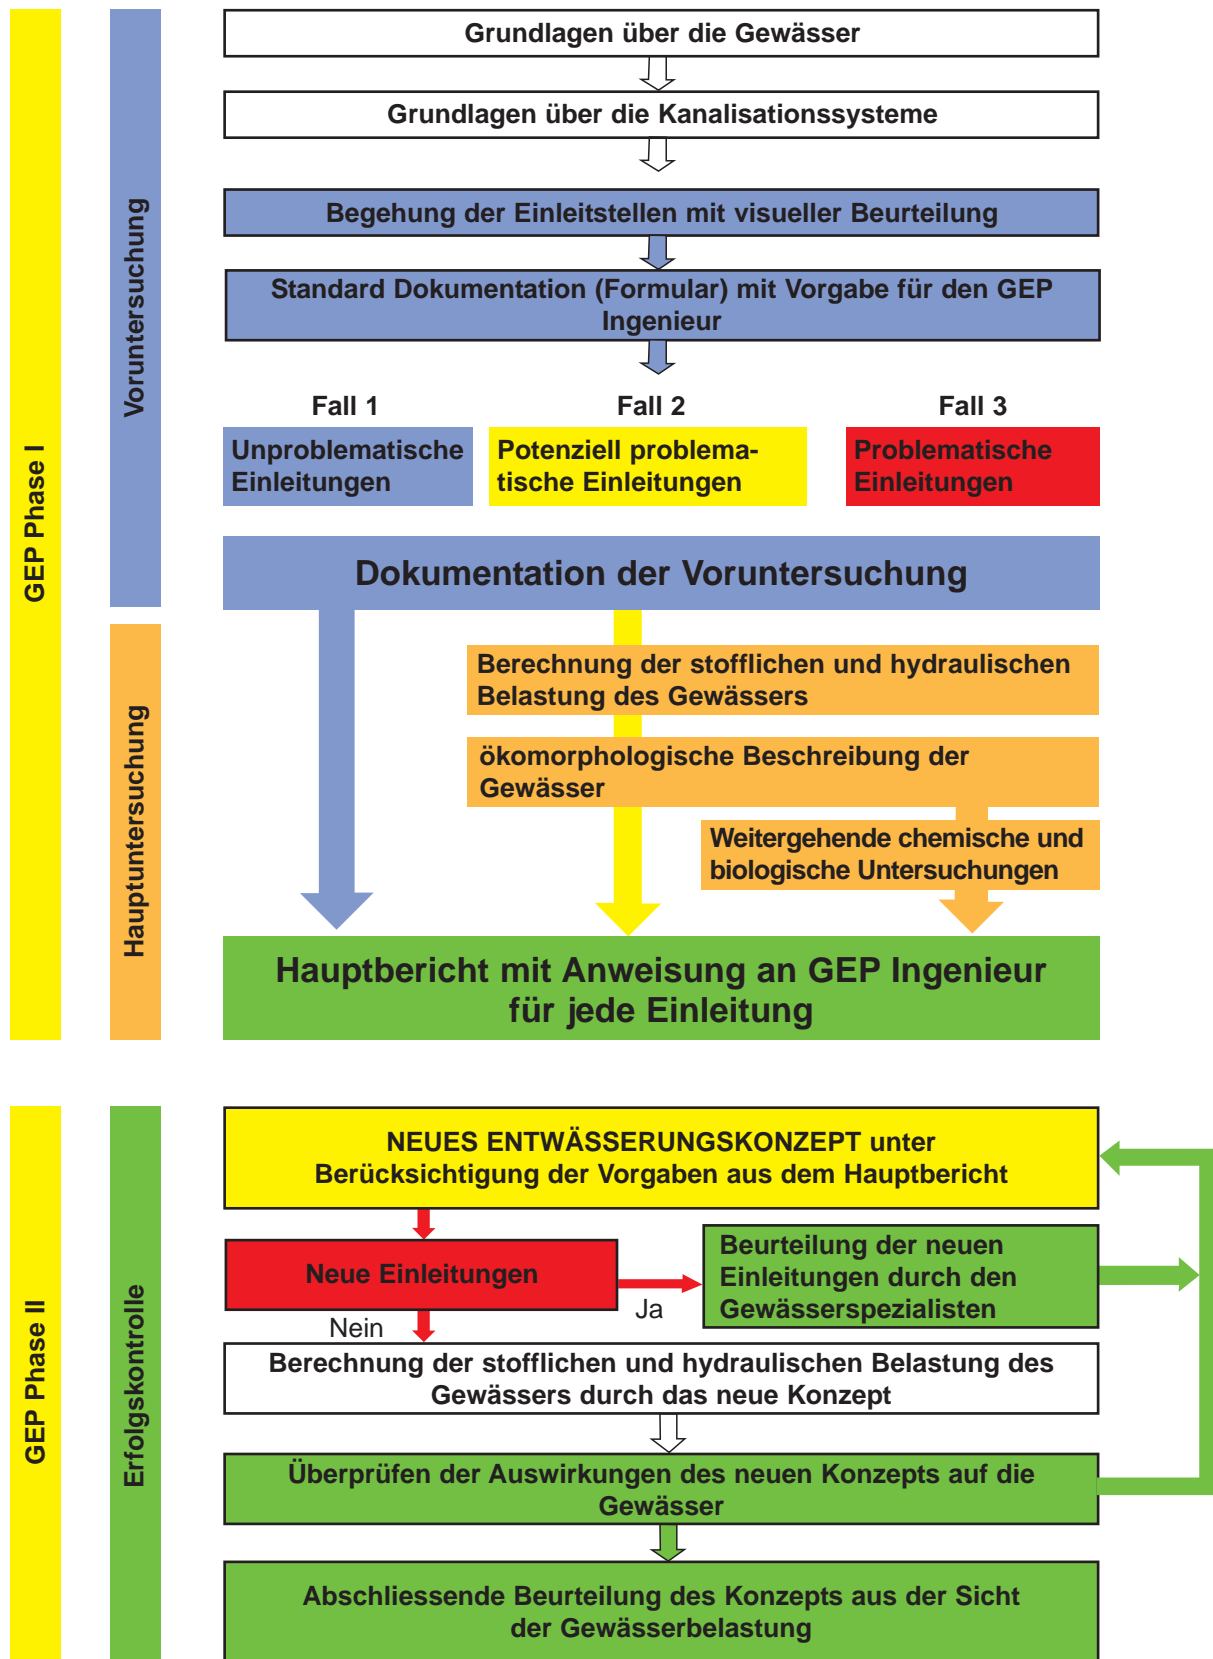 GEP Phase I
Voruntersuchung
Grundlagen über die Gewässer
Grundlagen über die Kanalisationssysteme
Begehung der Einleitstellen mit visueller Beurteilung
Standard Dokumentation (Formular) mit Vorgabe für den GEP
Ingenieur
Fall 1
Fall 2
Fall 3
Unproblematische
Einleitungen
Potenziell problema-
tische Einleitungen
Problematische
Einleitungen
Dokumentation der Voruntersuchung
Hauptuntersuchung
Berechnung der stofflichen und hydraulischen
Belastung des Gewässers
ökomorphologische Beschreibung der
Gewässer
Weitergehende chemische und
biologische Untersuchungen
Hauptbericht mit Anweisung an GEP Ingenieur
für jede Einleitung
GEP Phase II
Erfolgskontrolle
NEUES ENTWÄSSERUNGSKONZEPT unter
Berücksichtigung der Vorgaben aus dem Hauptbericht
Neue Einleitungen
Ja
Beurteilung der neuen
Einleitungen durch den
Gewässerspezialisten
Nein
Berechnung der stofflichen und hydraulischen Belastung des
Gewässers durch das neue Konzept
Überprüfen der Auswirkungen des neuen Konzepts auf die
Gewässer
Abschliessende Beurteilung des Konzepts aus der Sicht
der Gewässerbelastung